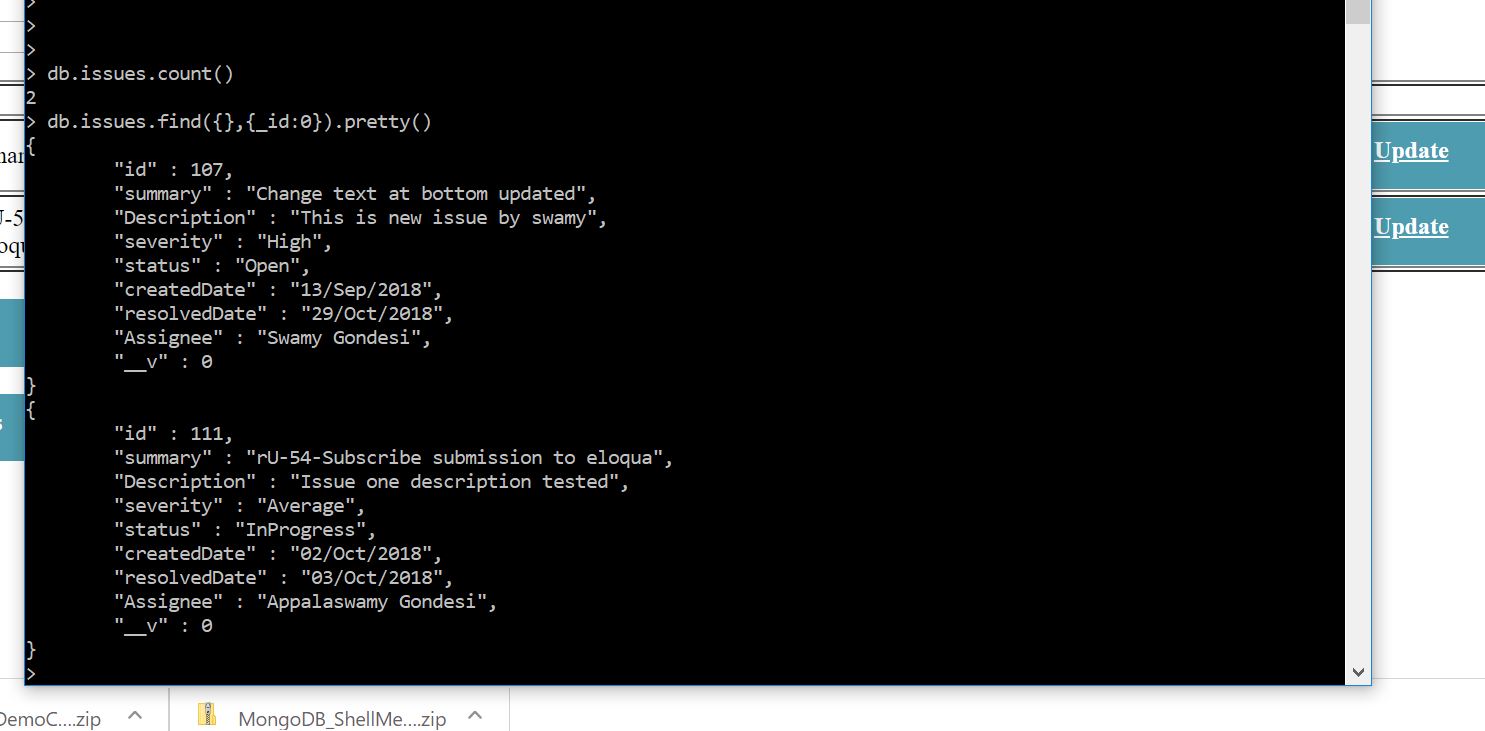 >
>
>
> db.issues.count()
2
> db.issues.find({},{_id:0}).pretty()
{
"id" : 107,
"summary" : "Change text at bottom updated",
"Description" : "This is new issue by swamy",
"severity" : "High",
"status" : "Open",
"createdDate" : "13/Sep/2018",
"resolvedDate" : "29/Oct/2018",
"Assignee" : "Swamy Gondesi",
"__v" : 0
}
{
"id" : 111,
"summary" : "rU-54-Subscribe submission to eloqua",
"Description" : "Issue one description tested",
"severity" : "Average",
"status" : "InProgress",
"createdDate" : "02/Oct/2018",
"resolvedDate" : "03/Oct/2018",
"Assignee" : "Appalaswamy Gondesi",
"__v" : 0
}
>
Update
Update
DemoC....zip
MongoDB_ShellMe....zip